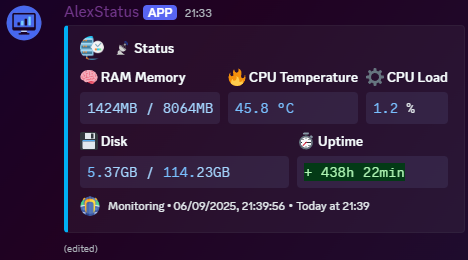 AlexStatus APP 21:33
Status
RAM Memory CPU Temperature CPU Load
1424MB / 8064MB 45.8 °C 1.2 %
Disk Uptime
5.37GB / 114.23GB + 438h 22min
Monitoring • 06/09/2025, 21:39:56 • Today at 21:39
(edited)